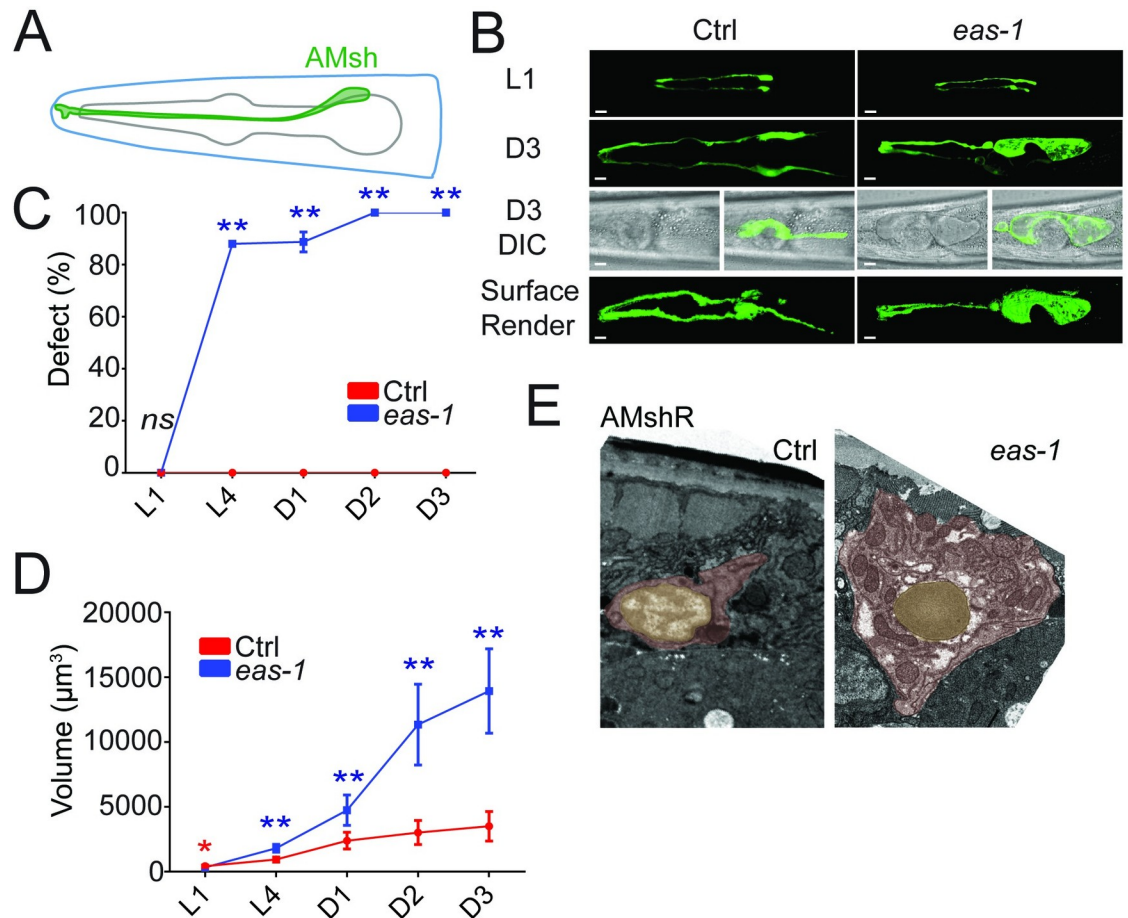 A
AMsh
B
Ctrl
eas-1
L1
D3
D3
DIC
Surface
Render
C
Defect (%)
100
80
60
40
20
0
ns
**
**
**
**
Ctrl
eas-1
L1
L4
D1
D2
D3
D
Volume (µm³)
20000
15000
10000
5000
0
Ctrl
eas-1
*
**
**
**
**
L1
L4
D1
D2
D3
E
AMshR
Ctrl
eas-1